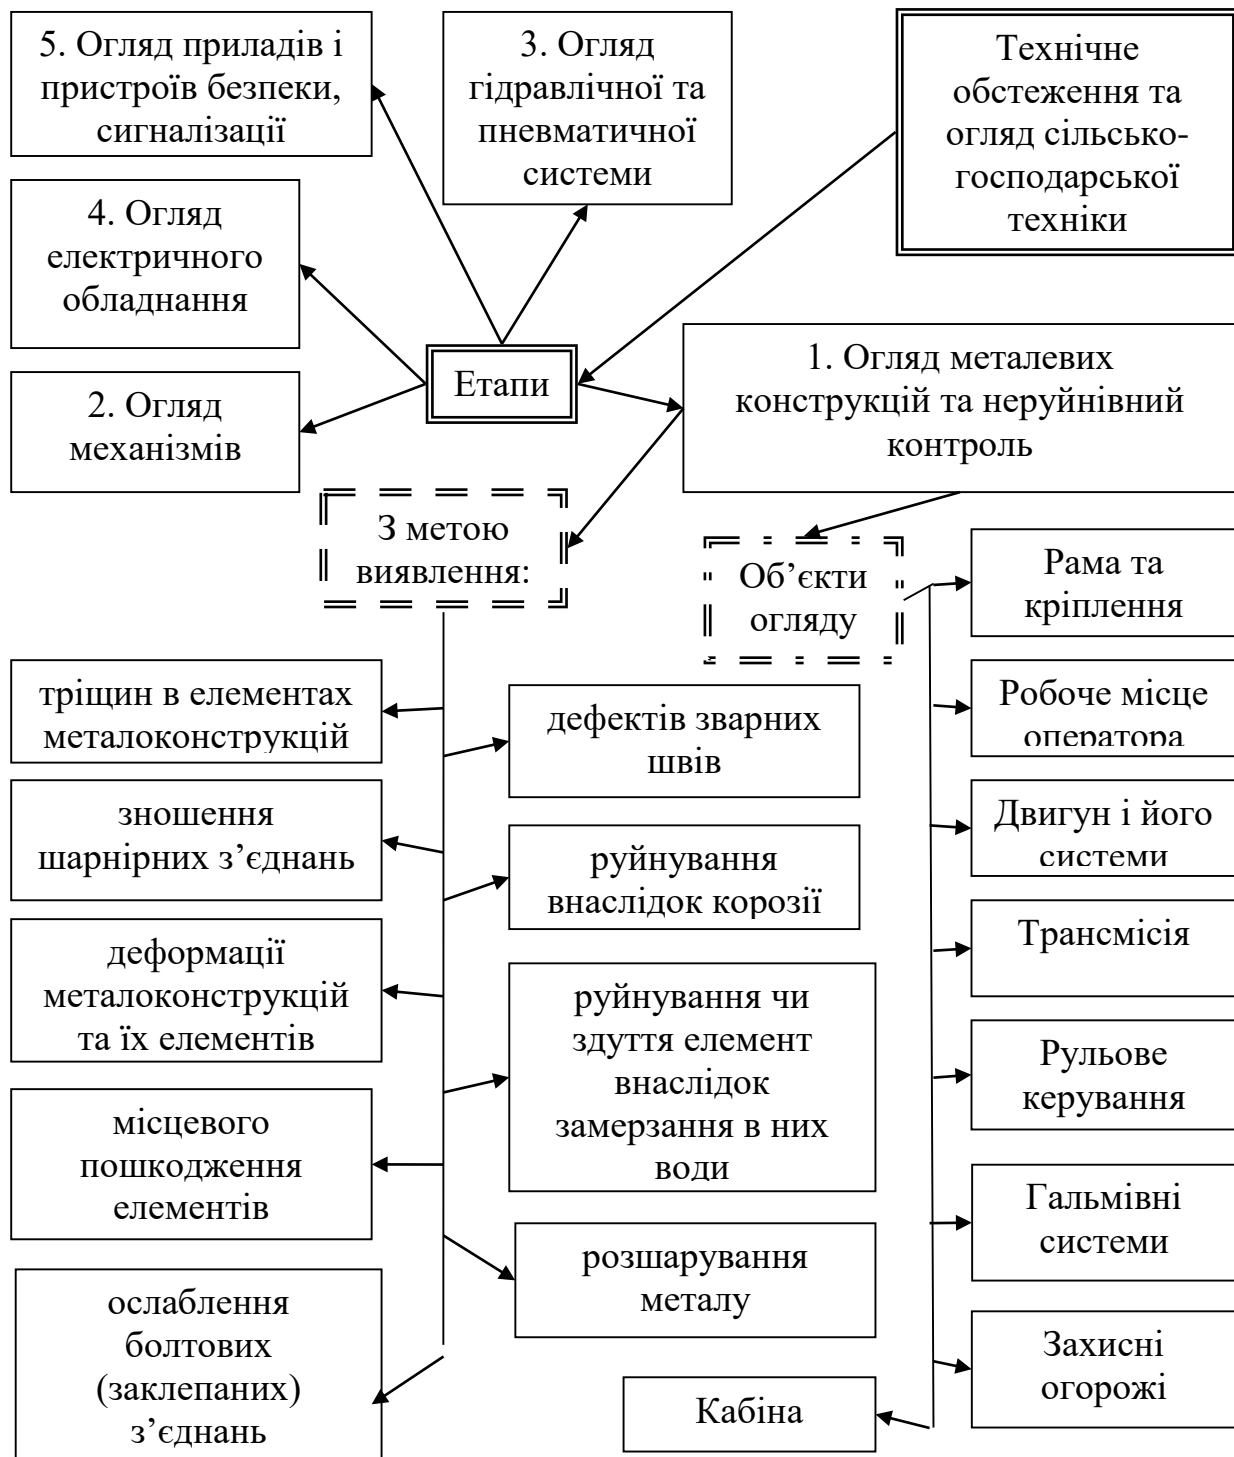 5. Огляд приладів і
пристроїв безпеки,
сигналізації
3. Огляд
гідравлічної та
пневматичної
системи
Технічне
обстеження та
огляд сільсько-
господарської
техніки
4. Огляд
електричного
обладнання
Етапи
1. Огляд металевих
конструкцій та неруйнівний
контроль
2. Огляд
механізмів
З метою
виявлення:
Об’єкти
огляду
Рама та
кріплення
тріщин в елементах
металоконструкцій
дефектів зварних
швів
Робоче місце
оператора
зношення
шарнірних з’єднань
руйнування
внаслідок корозії
Двигун і його
системи
деформації
металоконструкцій
та їх елементів
руйнування чи
здуття елемент
внаслідок
замерзання в них
води
Трансмісія
Рульове
керування
місцевого
пошкодження
елементів
розшарування
металу
Гальмівні
системи
ослаблення
болтових
(заклепаних)
з’єднань
Кабіна
Захисні
огорожі